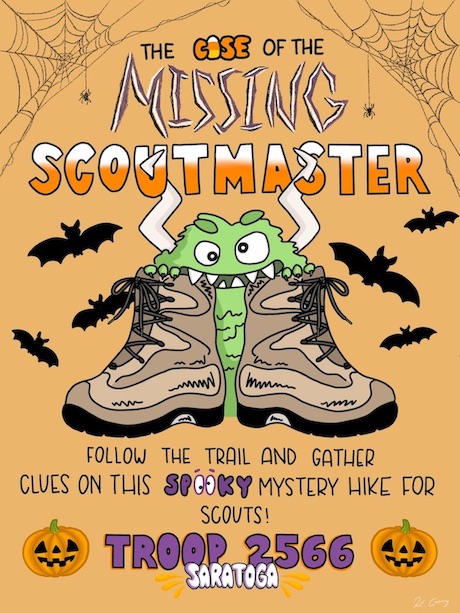 THE CASE OF THE
MISSING
SCOUTMASTER
FOLLOW THE TRAIL AND GATHER
CLUES ON THIS SPOOKY MYSTERY HIKE FOR
SCOUTS!
TROOP 2566
SARATOGA